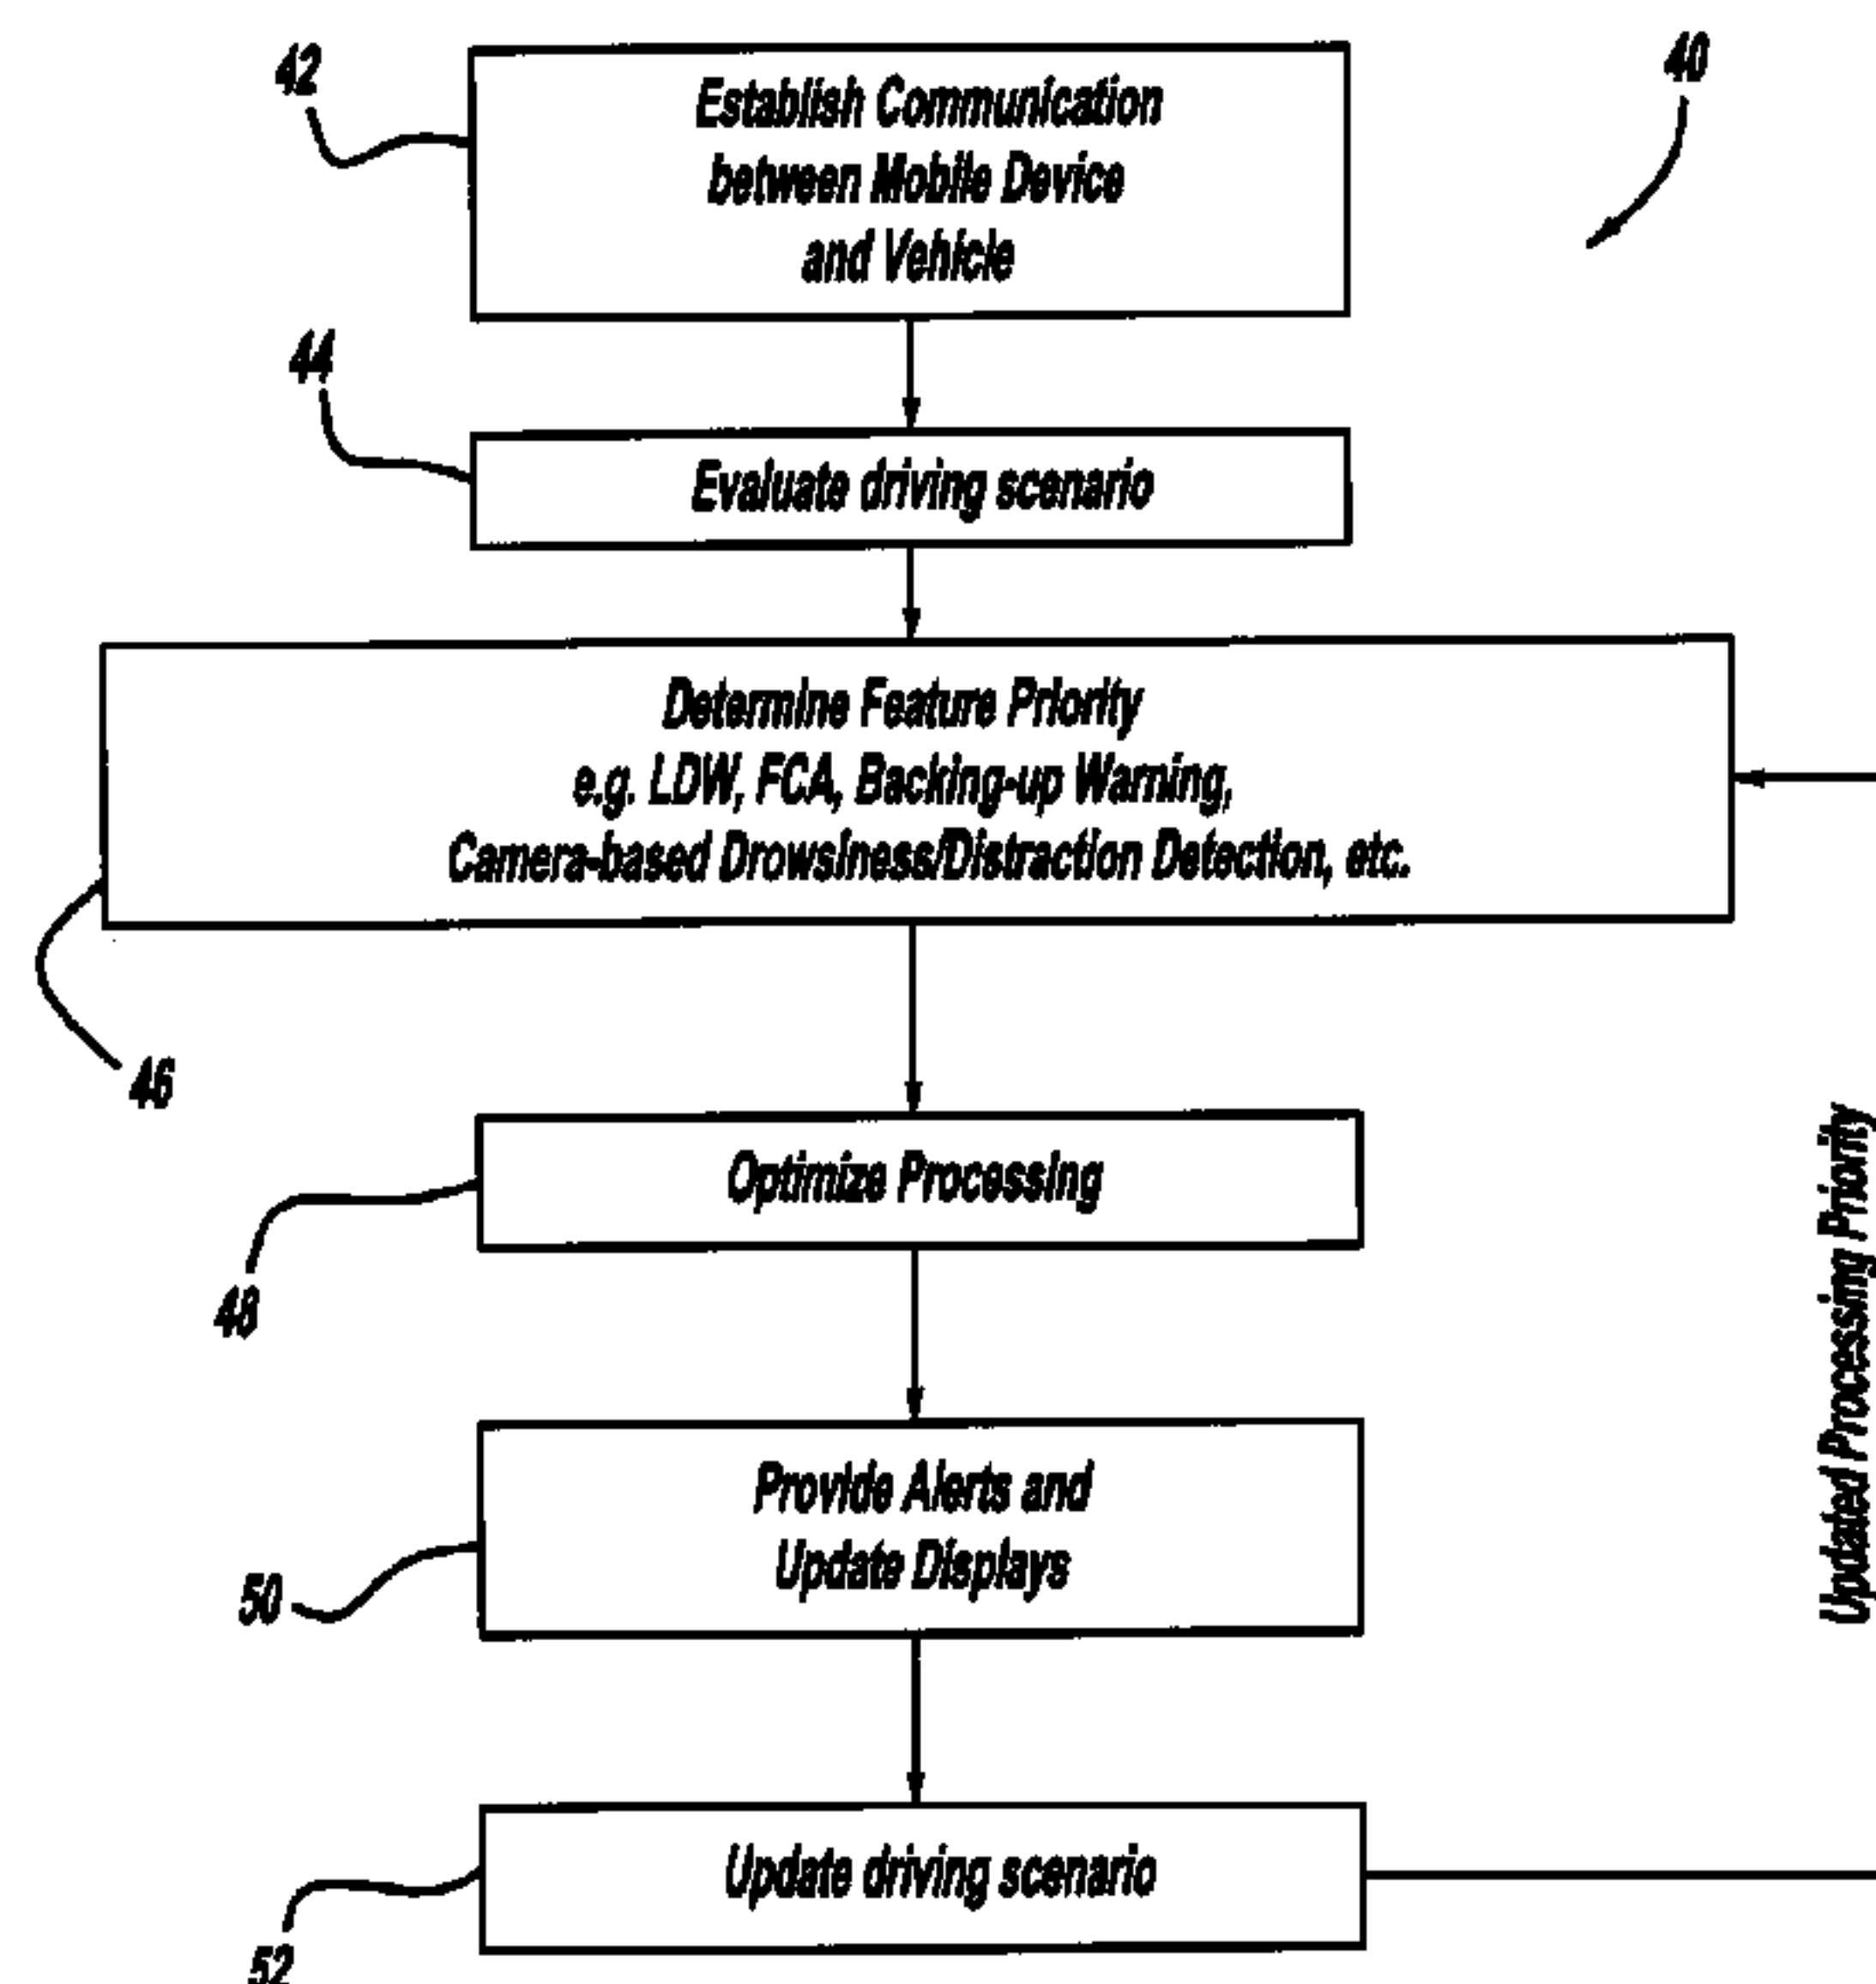 42
40
Establish Communication
between Mobile Device
and Vehicle
44
Evaluate driving scenario
Determine Feature Priority
e.g. LDW, FCA, Backing-up Warning,
Camera-based Drowsiness/Distraction Detection, etc.
46
Optimize Processing
48
Updated Processing Priority
Provide Alerts and
Update Displays
50
Update driving scenario
52